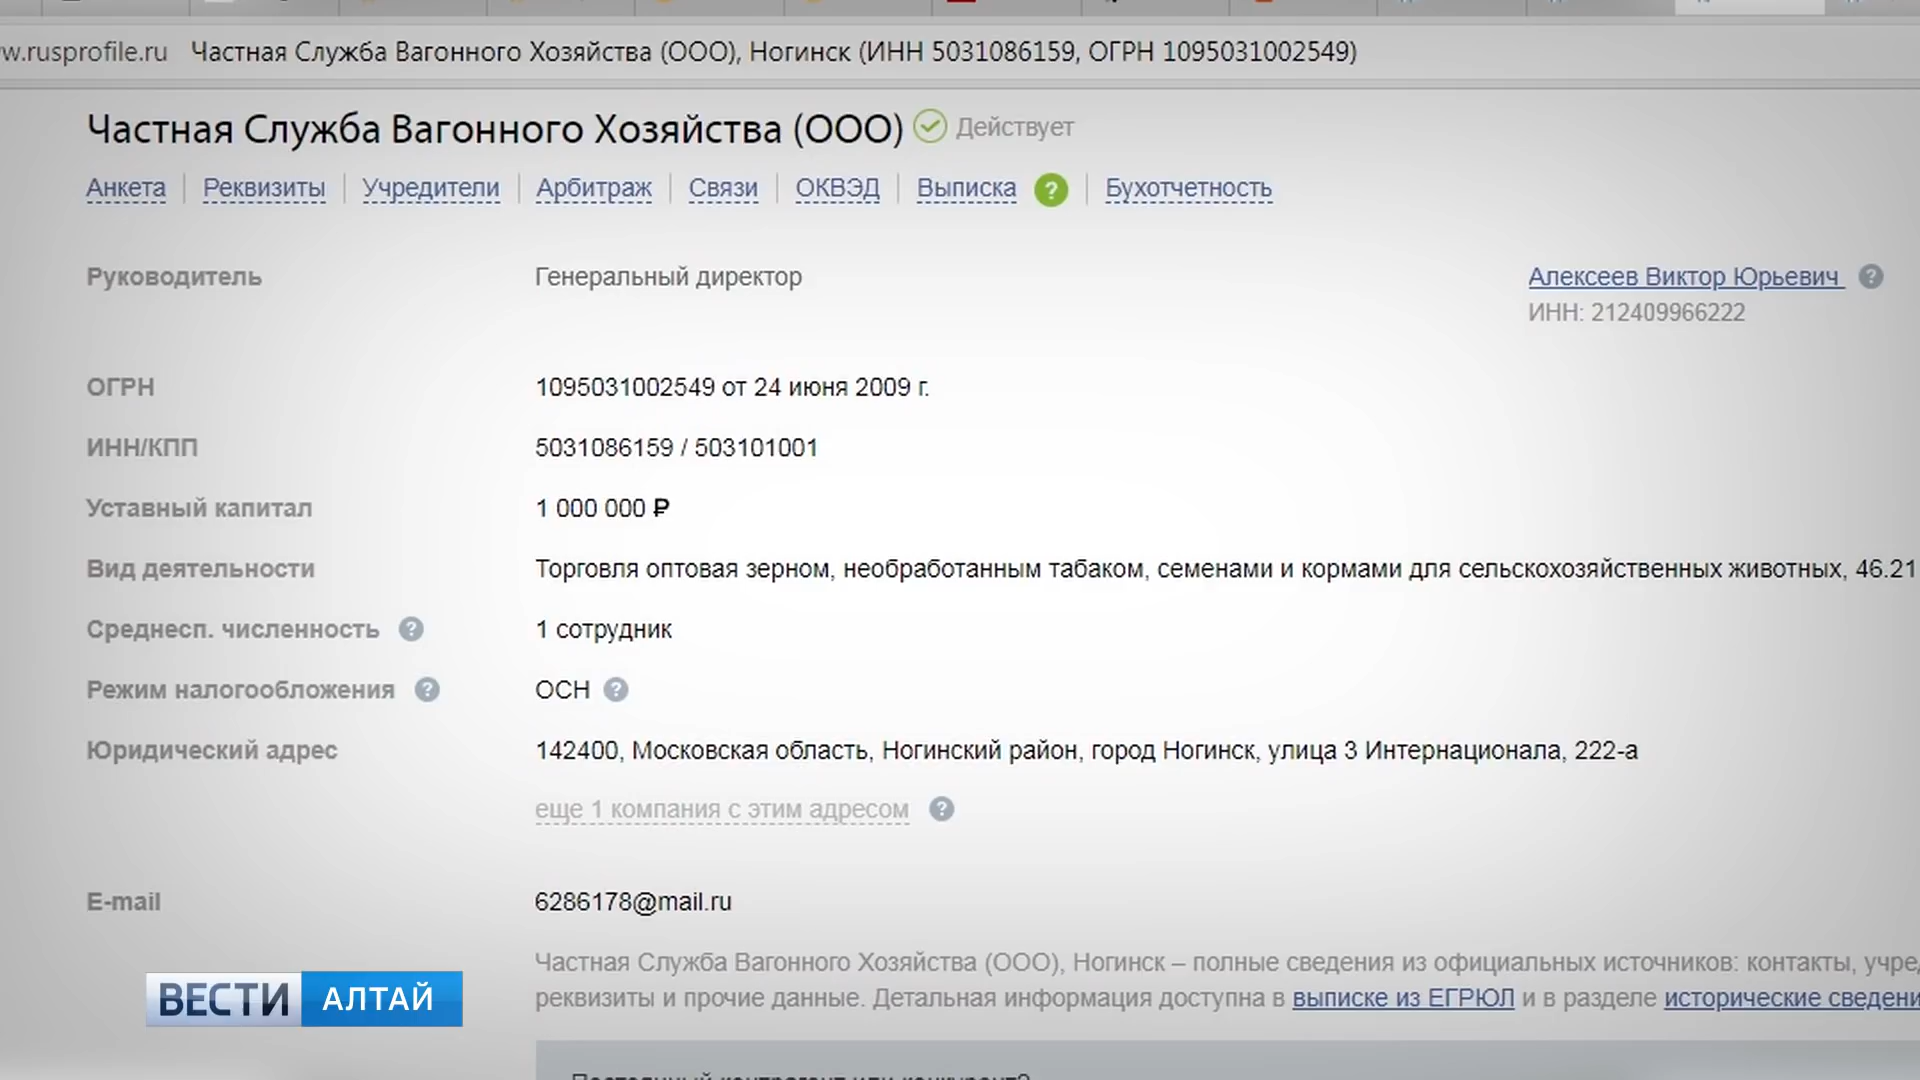 w.rusprofile.ru Частная Служба Вагонного Хозяйства (ООО), Ногинск (ИНН 5031086159, ОГРН 1095031002549)
Частная Служба Вагонного Хозяйства (ООО) Действует
Анкета Реквизиты Учредители Арбитраж Связи ОКВЭД Выписка ? Бухотчетность
Руководитель Генеральный директор Алексеев Виктор Юрьевич ?
ИНН: 212409966222
ОГРН 1095031002549 от 24 июня 2009 г.
ИНН/КПП 5031086159 / 503101001
Уставный капитал 1 000 000 ₽
Вид деятельности Торговля оптовая зерном, необработанным табаком, семенами и кормами для сельскохозяйственных животных, 46.21
Среднесп. численность ? 1 сотрудник
Режим налогообложения ? ОСН ?
Юридический адрес 142400, Московская область, Ногинский район, город Ногинск, улица 3 Интернационала, 222-а
еще 1 компания с этим адресом ?
E-mail 6286178@mail.ru
Частная Служба Вагонного Хозяйства (ООО), Ногинск – полные сведения из официальных источников: контакты, учред
реквизиты и прочие данные. Детальная информация доступна в выписке из ЕГРЮЛ и в разделе исторические сведени
ВЕСТИ АЛТАЙ